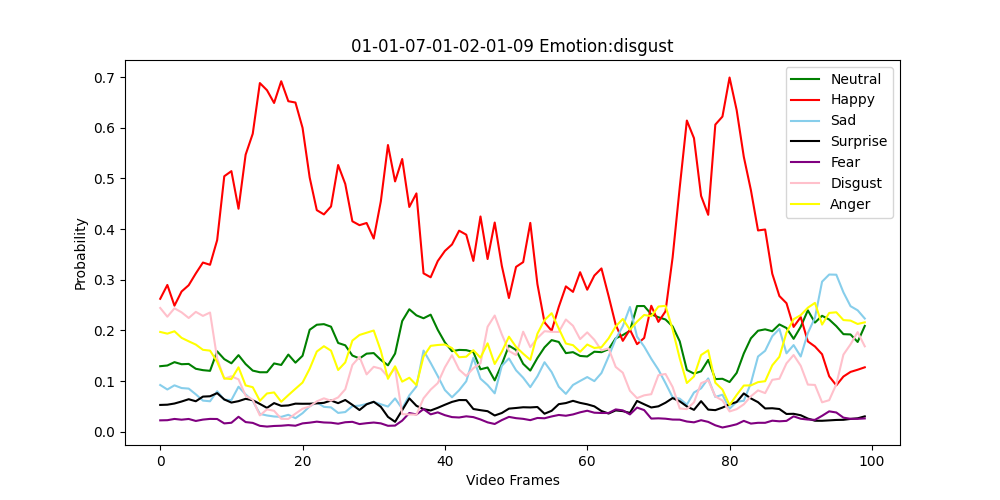 01-01-07-01-02-01-09 Emotion:disgust
Probability
0.7
0.6
0.5
0.4
0.3
0.2
0.1
0.0
0
20
40
60
80
100
Video Frames
Neutral
Happy
Sad
Surprise
Fear
Disgust
Anger